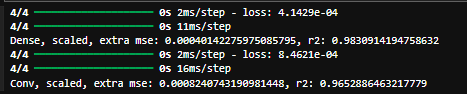 4/4 ━━━━━━━━━━━━━━━━━━━━ 0s 2ms/step - loss: 4.1429e-04
4/4 ━━━━━━━━━━━━━━━━━━━━ 0s 11ms/step
Dense, scaled, extra mse: 0.00040142275975085795, r2: 0.9830914194758632
4/4 ━━━━━━━━━━━━━━━━━━━━ 0s 2ms/step - loss: 8.4621e-04
4/4 ━━━━━━━━━━━━━━━━━━━━ 0s 16ms/step
Conv, scaled, extra mse: 0.0008240743190981448, r2: 0.9652886463217779